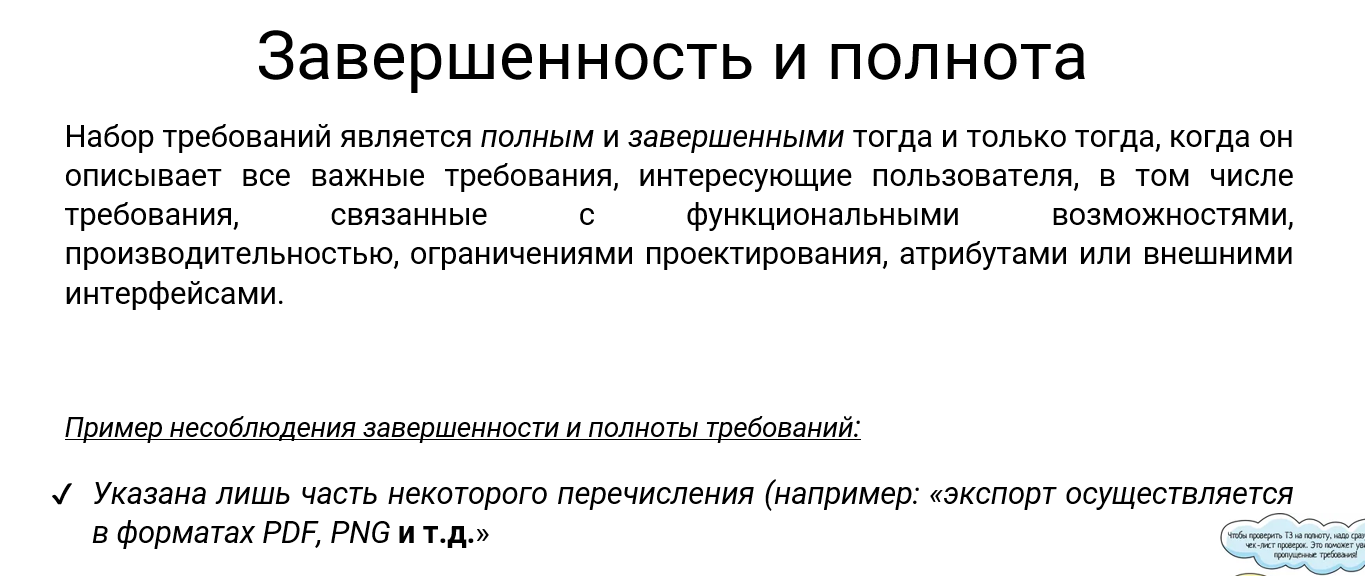 Завершенность и полнота
Набор требований является полным и завершенными тогда и только тогда, когда он
описывает все важные требования, интересующие пользователя, в том числе
требования, связанные с функциональными возможностями,
производительностью, ограничениями проектирования, атрибутами или внешними
интерфейсами.
Пример несоблюдения завершенности и полноты требований:
✓ Указана лишь часть некоторого перечисления (например: «экспорт осуществляется
в форматах PDF, PNG и т.д.»
Чтобы проверить ТЗ на полноту, надо
чек-лист проверок. Это поможет
пропущенные требования!